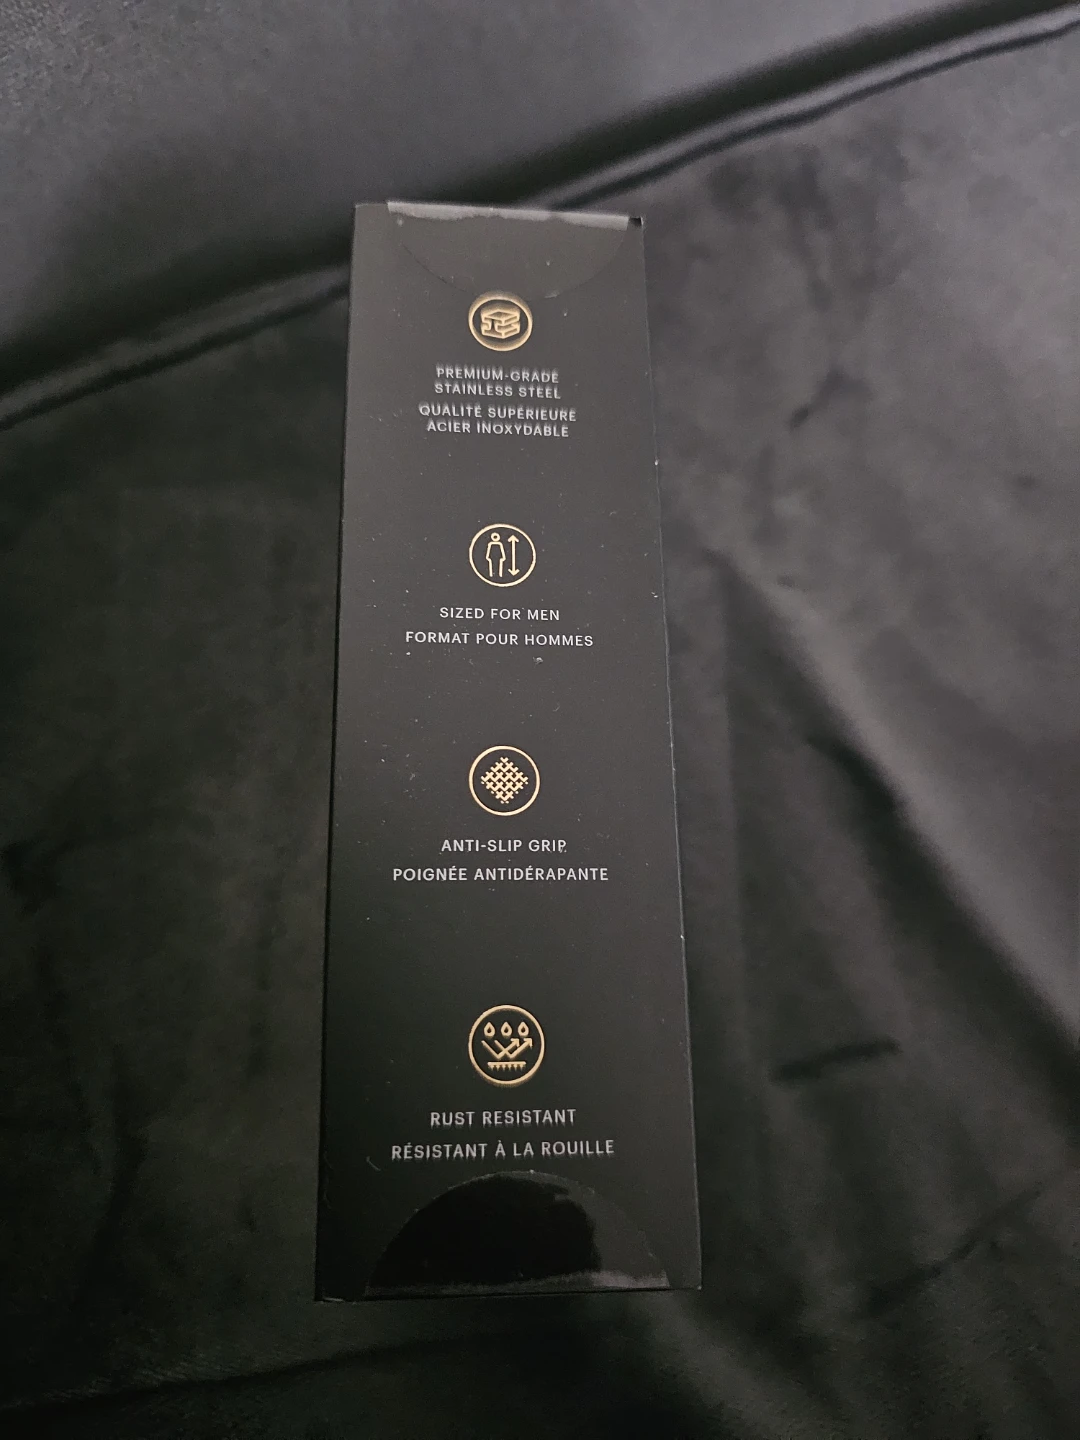 PREMIUM-GRADE
STAINLESS STEEL
QUALITÉ SUPÉRIEURE
ACIER INOXYDABLE
SIZED FOR MEN
FORMAT POUR HOMMES
ANTI-SLIP GRIP
POIGNÉE ANTIDÉRAPANTE
RUST RESISTANT
RÉSISTANT À LA ROUILLE